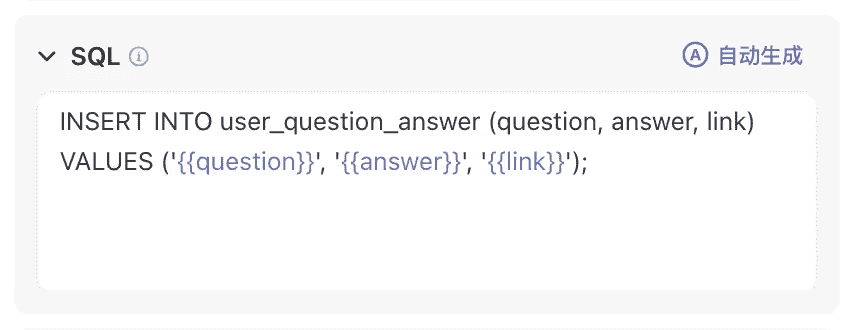 SQL
自动生成
INSERT INTO user_question_answer (question, answer, link)
VALUES ('{{question}}', '{{answer}}', '{{link}}');